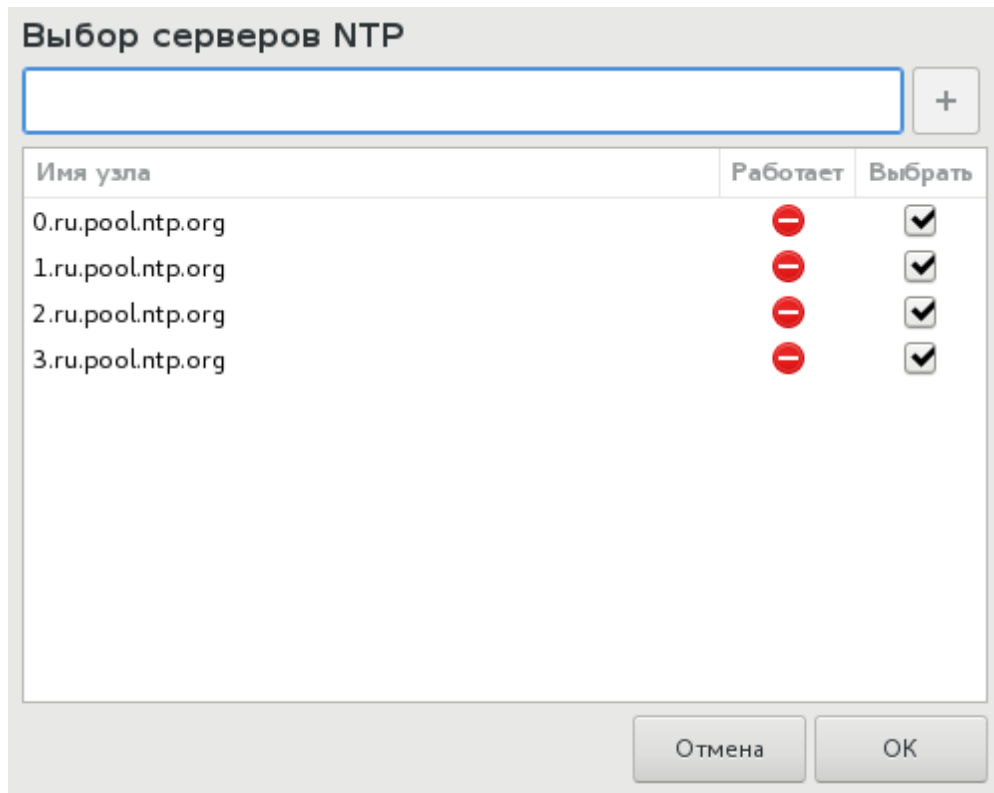 Выбор серверов NTP
+
Имя узла Работает Выбрать
0.ru.pool.ntp.org
1.ru.pool.ntp.org
2.ru.pool.ntp.org
3.ru.pool.ntp.org
Отмена OK